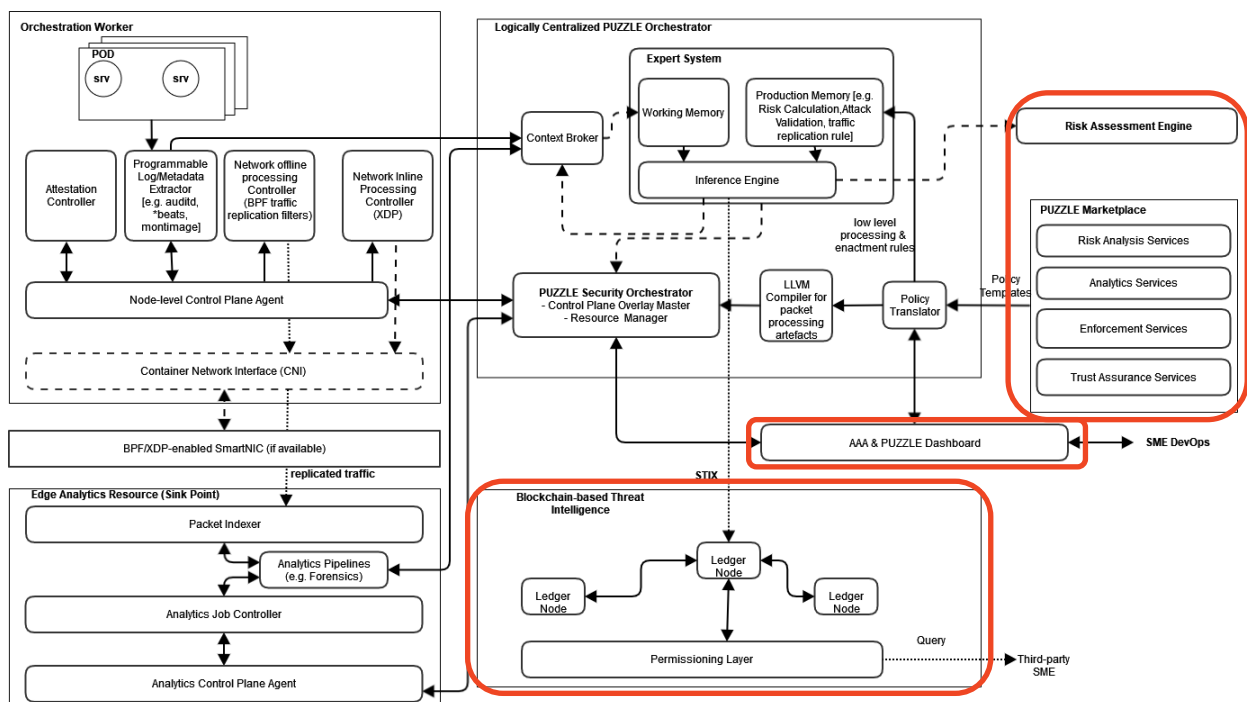 Orchestration Worker
POD
srv
srv
Attestation
Controller
Programmable
Log/Metadata
Extractor
[e.g. auditd,
*beats,
montimage]
Network offline
processing
Controller
(BPF traffic
replication filters)
Network Inline
Processing
Controller
(XDP)
Node-level Control Plane Agent
Container Network Interface (CNI)
BPF/XDP-enabled SmartNIC (if available)
replicated traffic
Edge Analytics Resource (Sink Point)
Packet Indexer
Analytics Pipelines
(e.g. Forensics)
Analytics Job Controller
Analytics Control Plane Agent
Logically Centralized PUZZLE Orchestrator
Expert System
Context Broker
Working Memory
Production Memory [e.g.
Risk Calculation,Attack
Validation, traffic
replication rule]
Inference Engine
low level
processing &
enactment rules
PUZZLE Security Orchestrator
- Control Plane Overlay Master
- Resource Manager
LLVM
Compiler for
packet
processing
artefacts
Policy
Translator
Policy
Templates
Risk Assessment Engine
PUZZLE Marketplace
Risk Analysis Services
Analytics Services
Enforcement Services
Trust Assurance Services
AAA & PUZZLE Dashboard
SME DevOps
STIX
Blockchain-based Threat
Intelligence
Ledger
Node
Ledger
Node
Ledger
Node
Permissioning Layer
Query
Third-party
SME